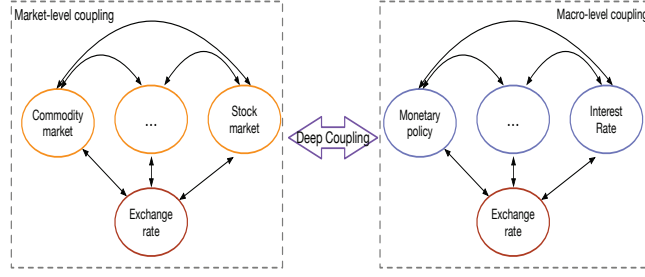 Market-level coupling
Commodity
market
...
Stock
market
Exchange
rate
Deep Coupling
Macro-level coupling
Monetary
policy
...
Interest
Rate
Exchange
rate